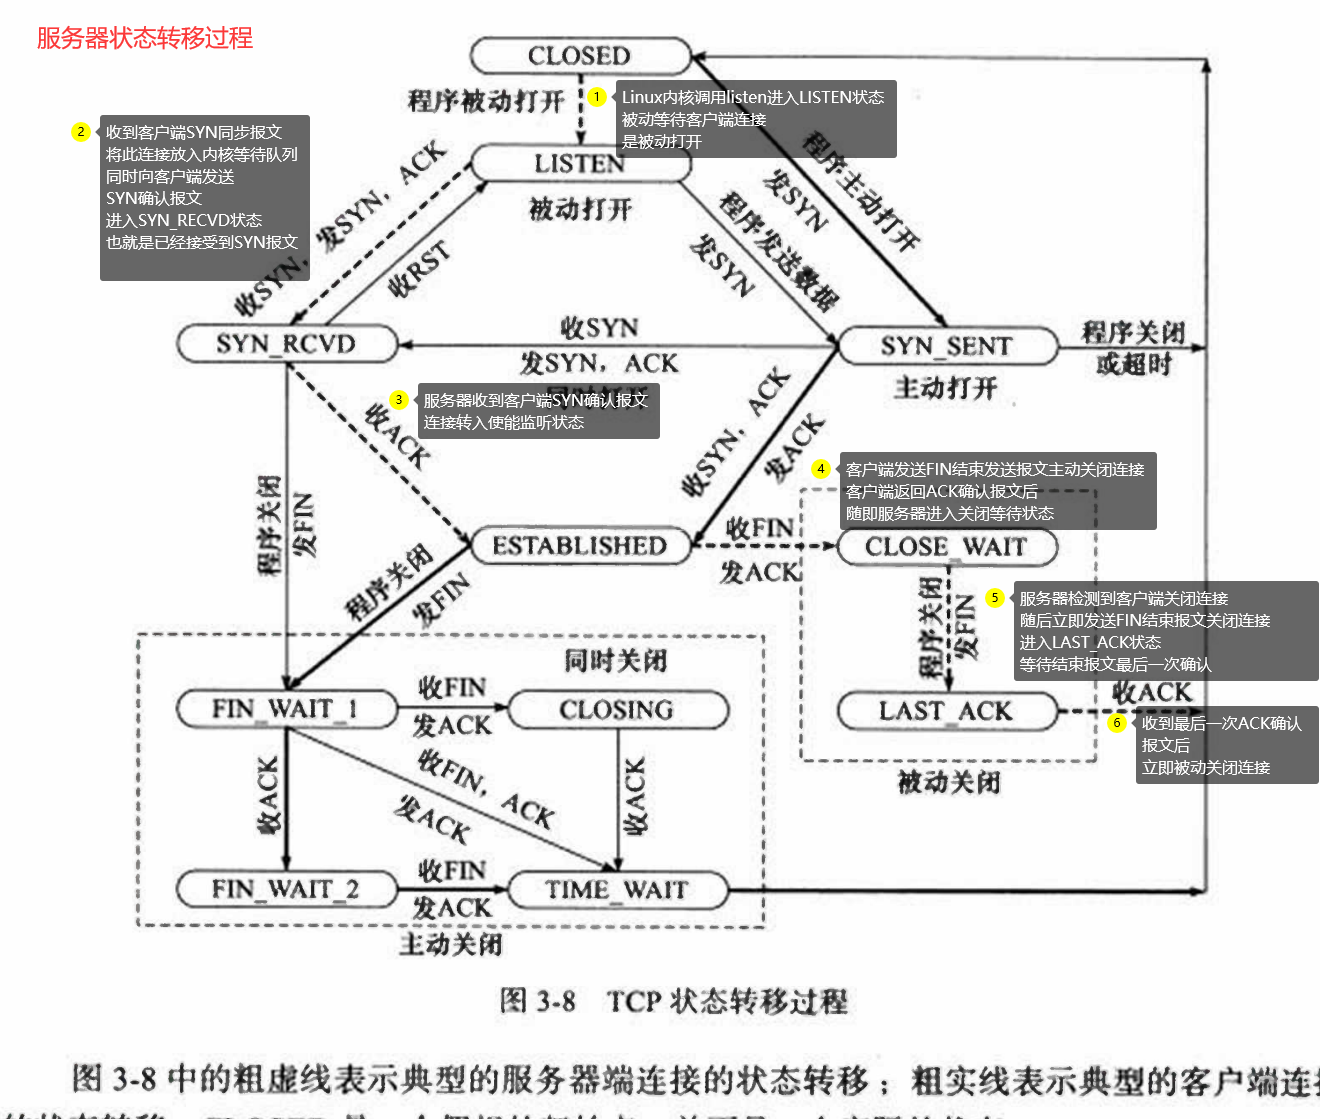 服务器状态转移过程
CLOSED
程序被动打开
1
Linux内核调用listen进入LISTEN状态
被动等待客户端连接
是被动打开
2
收到客户端SYN同步报文
将此连接放入内核等待队列
同时向客户端发送
SYN确认报文
进入SYN_RECVD状态
也就是已经接受到SYN报文
LISTEN
被动打开
收SYN，发SYN，ACK
收RST
程序主动打开
发SYN
程序发送数据
发SYN
SYN_RCVD
收SYN
发SYN，ACK
同时打开
SYN_SENT
主动打开
程序关闭
或超时
3
服务器收到客户端SYN确认报文
连接转入使能监听状态
收ACK
收SYN，ACK
发ACK
4
客户端发送FIN结束发送报文主动关闭连接
客户端返回ACK确认报文后
随即服务器进入关闭等待状态
程序关闭
发FIN
ESTABLISHED
收FIN
发ACK
CLOSE_WAIT
程序关闭
发FIN
程序关闭
发FIN
5
服务器检测到客户端关闭连接
随后立即发送FIN结束报文关闭连接
进入LAST_ACK状态
等待结束报文最后一次确认
同时关闭
FIN_WAIT_1
收FIN
发ACK
CLOSING
LAST_ACK
收ACK
6
收到最后一次ACK确认
报文后
立即被动关闭连接
被动关闭
收ACK
收FIN，ACK
发ACK
收ACK
FIN_WAIT_2
收FIN
发ACK
TIME_WAIT
主动关闭
图 3-8 TCP 状态转移过程
图 3-8 中的粗虚线表示典型的服务器端连接的状态转移；粗实线表示典型的客户端连